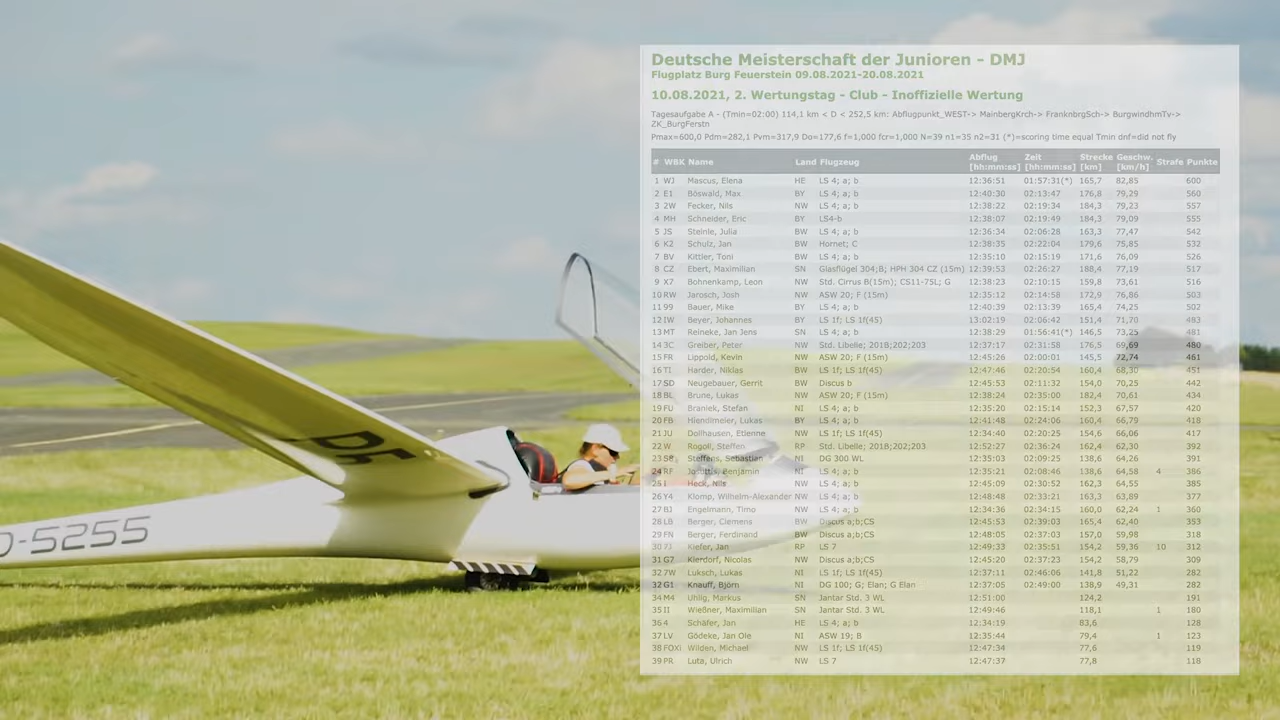 Deutsche Meisterschaft der Junioren - DMJ
Flugplatz Burg Feuerstein 09.08.2021-20.08.2021
10.08.2021, 2. Wertungstag - Club - Inoffizielle Wertung
Tagesaufgabe A - (Tmin=02:00) 114,1 km < D < 252,5 km: Abflugpunkt_WEST-> MainbergKrch-> FranknbrgSch-> BurgwindhmTv->
ZK_BurgFerstn
Pmax=600,0 Pdm=282,1 Pvm=317,9 Do=177,6 f=1,000 fcr=1,000 N=39 n1=35 n2=31 (*)=scoring time equal Tmin dnf=did not fly
# WBK Name Land Flugzeug Abflug [hh:mm:ss] Zeit [hh:mm:ss] Strecke [km] Geschw. [km/h] Strafe Punkte
1 WJ Mascus, Elena HE LS 4; a; b 12:36:51 01:57:31(*) 165,7 82,85 600
2 E1 Böswald, Max BY LS 4; a; b 12:40:30 02:13:47 176,8 79,29 560
3 2W Fecker, Nils NW LS 4; a; b 12:38:22 02:19:34 184,3 79,23 557
4 MH Schneider, Eric BY LS4-b 12:38:07 02:19:49 184,3 79,09 555
5 JS Steinle, Julia BW LS 4; a; b 12:36:34 02:06:28 163,3 77,47 542
6 K2 Schulz, Jan BW Hornet; C 12:38:35 02:22:04 179,6 75,85 532
7 BV Kittler, Toni BW LS 4; a; b 12:35:10 02:15:19 171,6 76,09 526
8 CZ Ebert, Maximilian SN Glasflügel 304;B; HPH 304 CZ (15m) 12:39:53 02:26:27 188,4 77,19 517
9 X7 Bohnenkamp, Leon NW Std. Cirrus B(15m); CS11-75L; G 12:38:23 02:10:15 159,8 73,61 516
10 RW Jarosch, Josh NW ASW 20; F (15m) 12:35:12 02:14:58 172,9 76,86 503
11 99 Bauer, Mike BY LS 4; a; b 12:40:39 02:13:39 165,4 74,25 502
12 IW Beyer, Johannes BY LS 1f; LS 1f(45) 13:02:19 02:06:42 151,4 71,70 483
13 MT Reineke, Jan Jens SN LS 4; a; b 12:38:29 01:56:41(*) 146,5 73,25 481
14 3C Greiber, Peter NW Std. Libelle; 201B;202;203 12:37:17 02:31:58 176,5 69,69 480
15 FR Lippold, Kevin NW ASW 20; F (15m) 12:45:26 02:00:01 145,5 72,74 461
16 T1 Harder, Niklas BW LS 1f; LS 1f(45) 12:47:46 02:20:54 160,4 68,30 451
17 SD Neugebauer, Gerrit BW Discus b 12:45:53 02:11:32 154,0 70,25 442
18 BL Brune, Lukas NW ASW 20; F (15m) 12:38:24 02:35:00 182,4 70,61 434
19 FU Braniek, Stefan NI LS 4; a; b 12:35:20 02:15:14 152,3 67,57 420
20 FB Hiendlmeier, Lukas BY LS 4; a; b 12:41:48 02:24:06 160,4 66,79 418
21 JU Dollhausen, Etienne NW LS 1f; LS 1f(45) 12:34:40 02:20:25 154,6 66,06 417
22 W Rogoll, Steffen RP Std. Libelle; 201B;202;203 12:52:27 02:36:24 162,4 62,30 392
23 Steffens, Sebastian NI DG 300 WL 12:35:03 02:09:25 138,6 64,26 391
24 RF Benjamin NI LS 4; a; b 12:35:26 02:08:46 138,6 64,58 4 386
25 I Heck, Nils NW LS 4; a; b 12:45:09 02:30:52 162,3 64,55 385
26 Y4 Klomp, Wilhelm-Alexander NW LS 4; a; b 12:48:48 02:33:21 163,3 63,89 377
27 BJ Engelmann, Timo NW LS 4; a; b 12:34:36 02:34:15 160,0 62,24 1 360
28 LB Berger, Clemens BW Discus a;b;CS 12:45:53 02:39:03 165,4 62,40 353
29 FN Berger, Ferdinand BW Discus a;b;CS 12:48:05 02:37:03 157,0 59,98 318
30 7J Kiefer, Jan RP LS 7 12:49:33 02:35:51 154,2 59,36 10 312
31 G7 Kierdorf, Nicolas NW Discus a;b;CS 12:45:20 02:37:23 154,2 58,79 309
32 7W Luksch, Lukas NI LS 1f; LS 1f(45) 12:37:11 02:46:06 141,8 51,22 282
32 G1 Knauff, Björn NI DG 100; G; Elan; G Elan 12:37:05 02:49:00 138,9 49,31 282
34 M4 Uhlig, Markus SN Jantar Std. 3 WL 12:51:00 124,2 191
35 II Wießner, Maximilian SN Jantar Std. 3 WL 12:49:46 118,1 1 180
36 4 Schäfer, Jan HE LS 4; a; b 12:34:19 83,6 128
37 LV Gödeke, Jan Ole NI ASW 19; B 12:35:44 79,4 1 123
38 FOXI Wilden, Michael NW LS 1f; LS 1f(45) 12:47:34 77,6 119
39 PR Luta, Ulrich NW LS 7 12:47:37 77,8 118
D5
D-5255